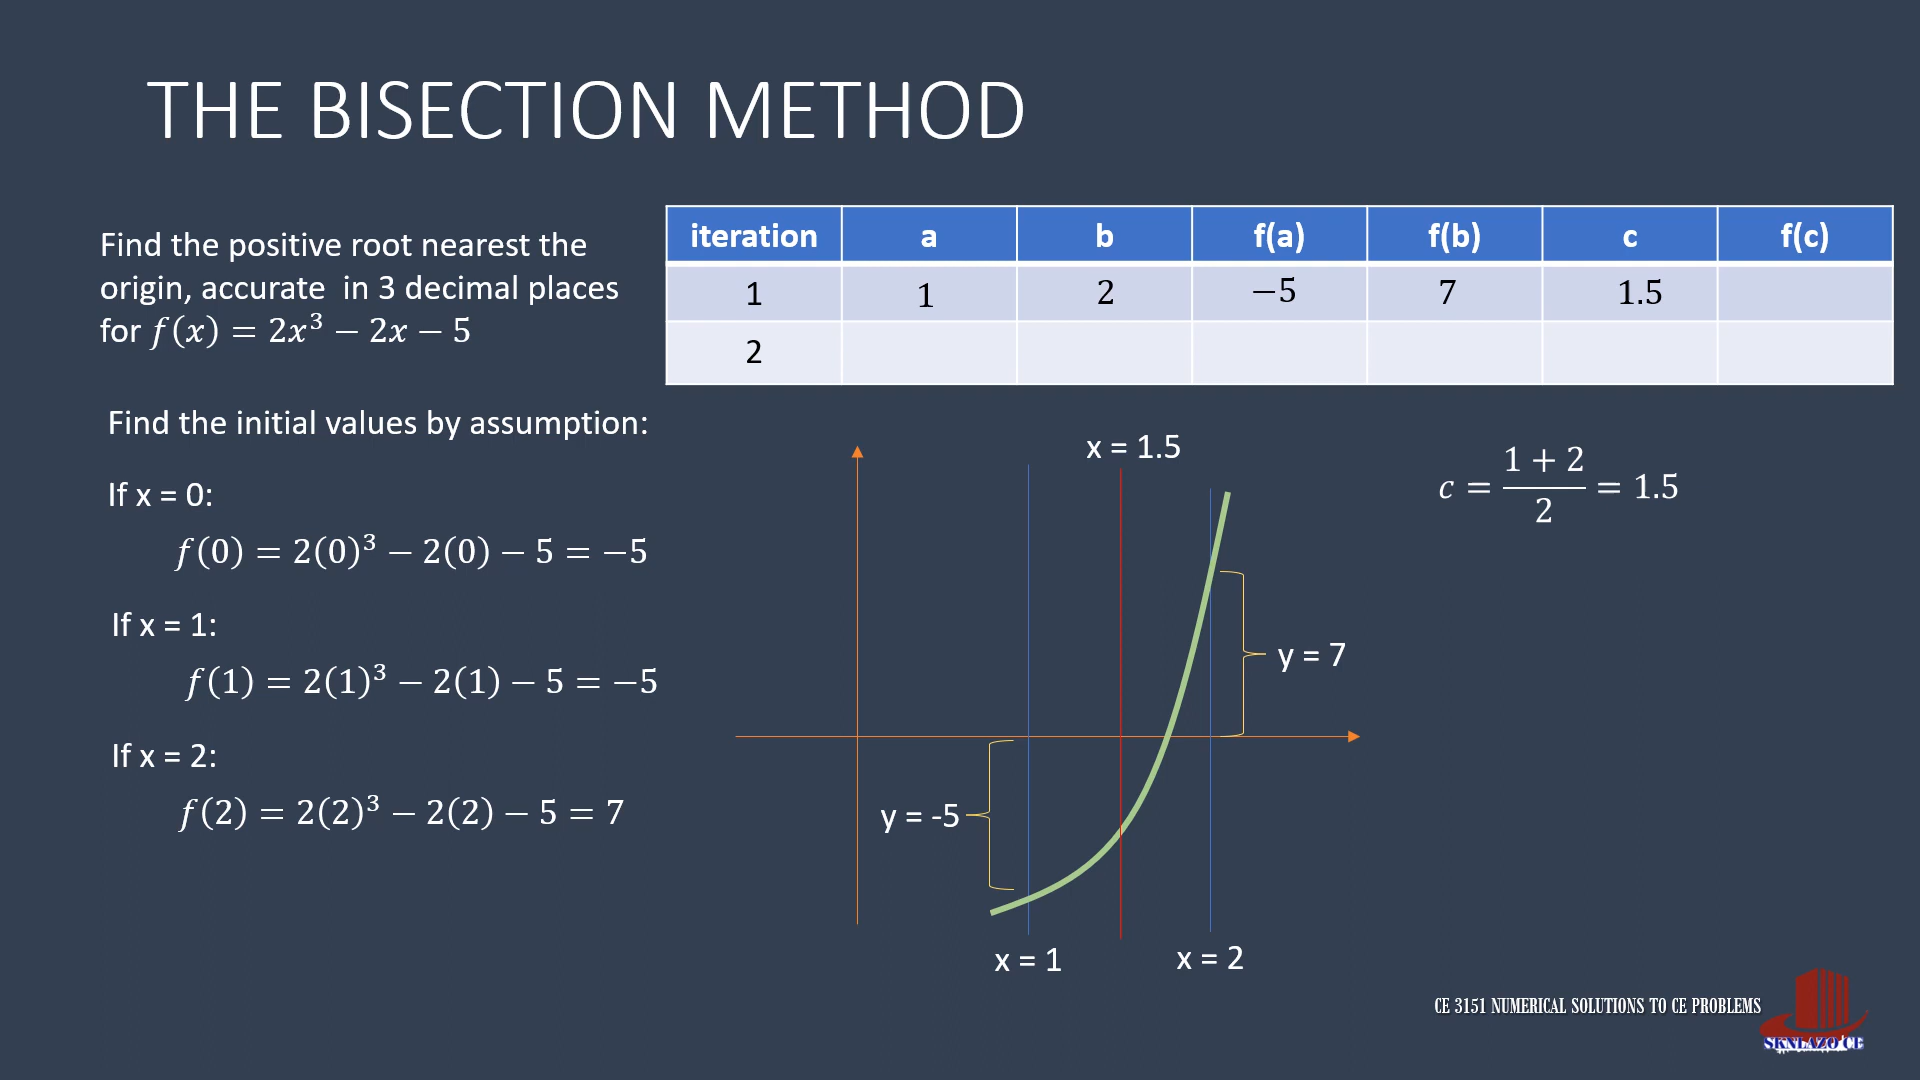 THE BISECTION METHOD
Find the positive root nearest the
origin, accurate in 3 decimal places
for f(x) = 2x³ − 2x − 5
iteration a b f(a) f(b) c f(c)
1 1 2 −5 7 1.5
2
Find the initial values by assumption:
If x = 0:
f(0) = 2(0)³ − 2(0) − 5 = −5
If x = 1:
f(1) = 2(1)³ − 2(1) − 5 = −5
If x = 2:
f(2) = 2(2)³ − 2(2) − 5 = 7
x = 1.5
y = 7
y = -5
x = 1
x = 2
c = (1 + 2)/2 = 1.5
CE 3151 NUMERICAL SOLUTIONS TO CE PROBLEMS
SKNLAZO CE